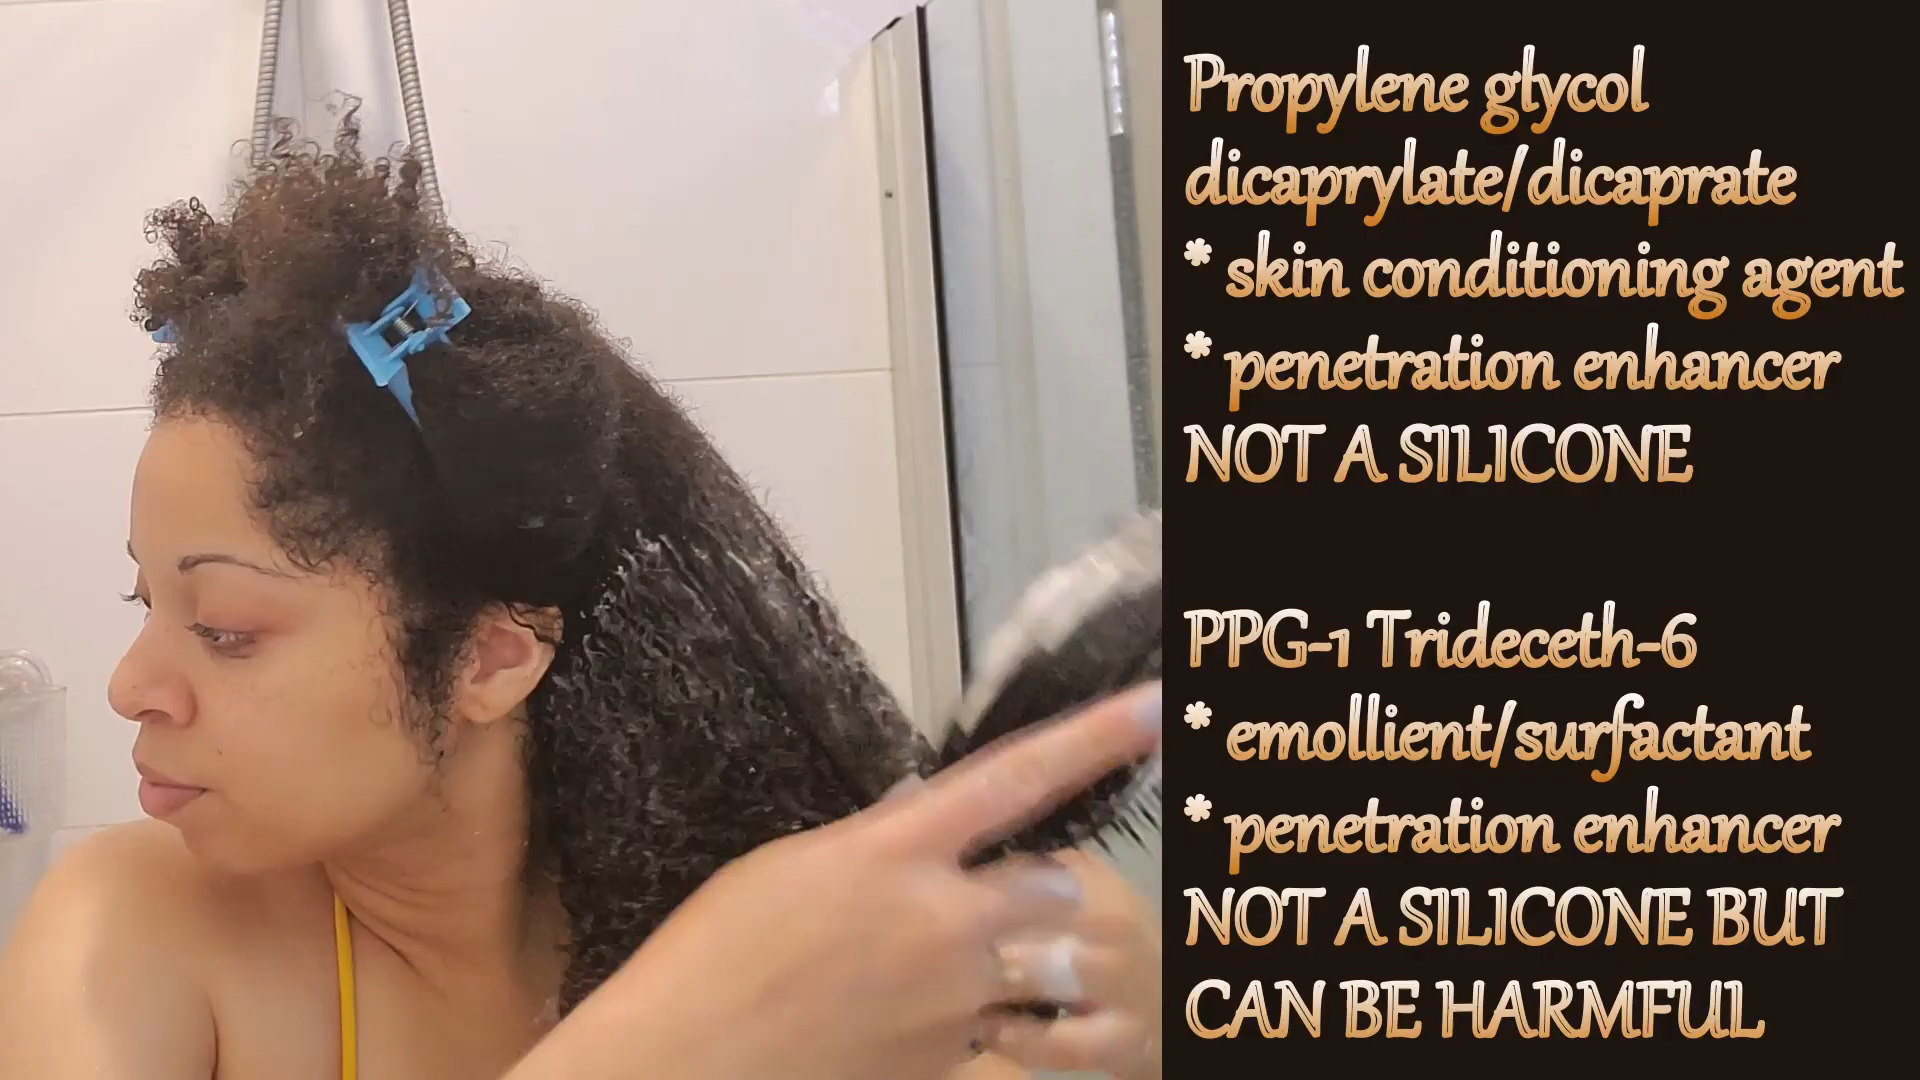 Propylene glycol
dicaprylate/dicaprate
* skin conditioning agent
* penetration enhancer
NOT A SILICONE
PPG-1 Trideceth-6
* emollient/surfactant
* penetration enhancer
NOT A SILICONE BUT
CAN BE HARMFUL